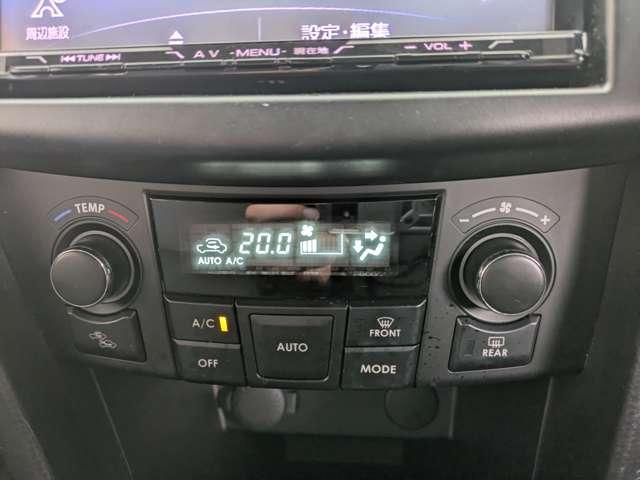 周辺施設
設定・編集
TUNE
AV
MENU
現在地
− VOL +
TEMP
− +
20.0
AUTO A/C
A/C
OFF
AUTO
FRONT
MODE
REAR